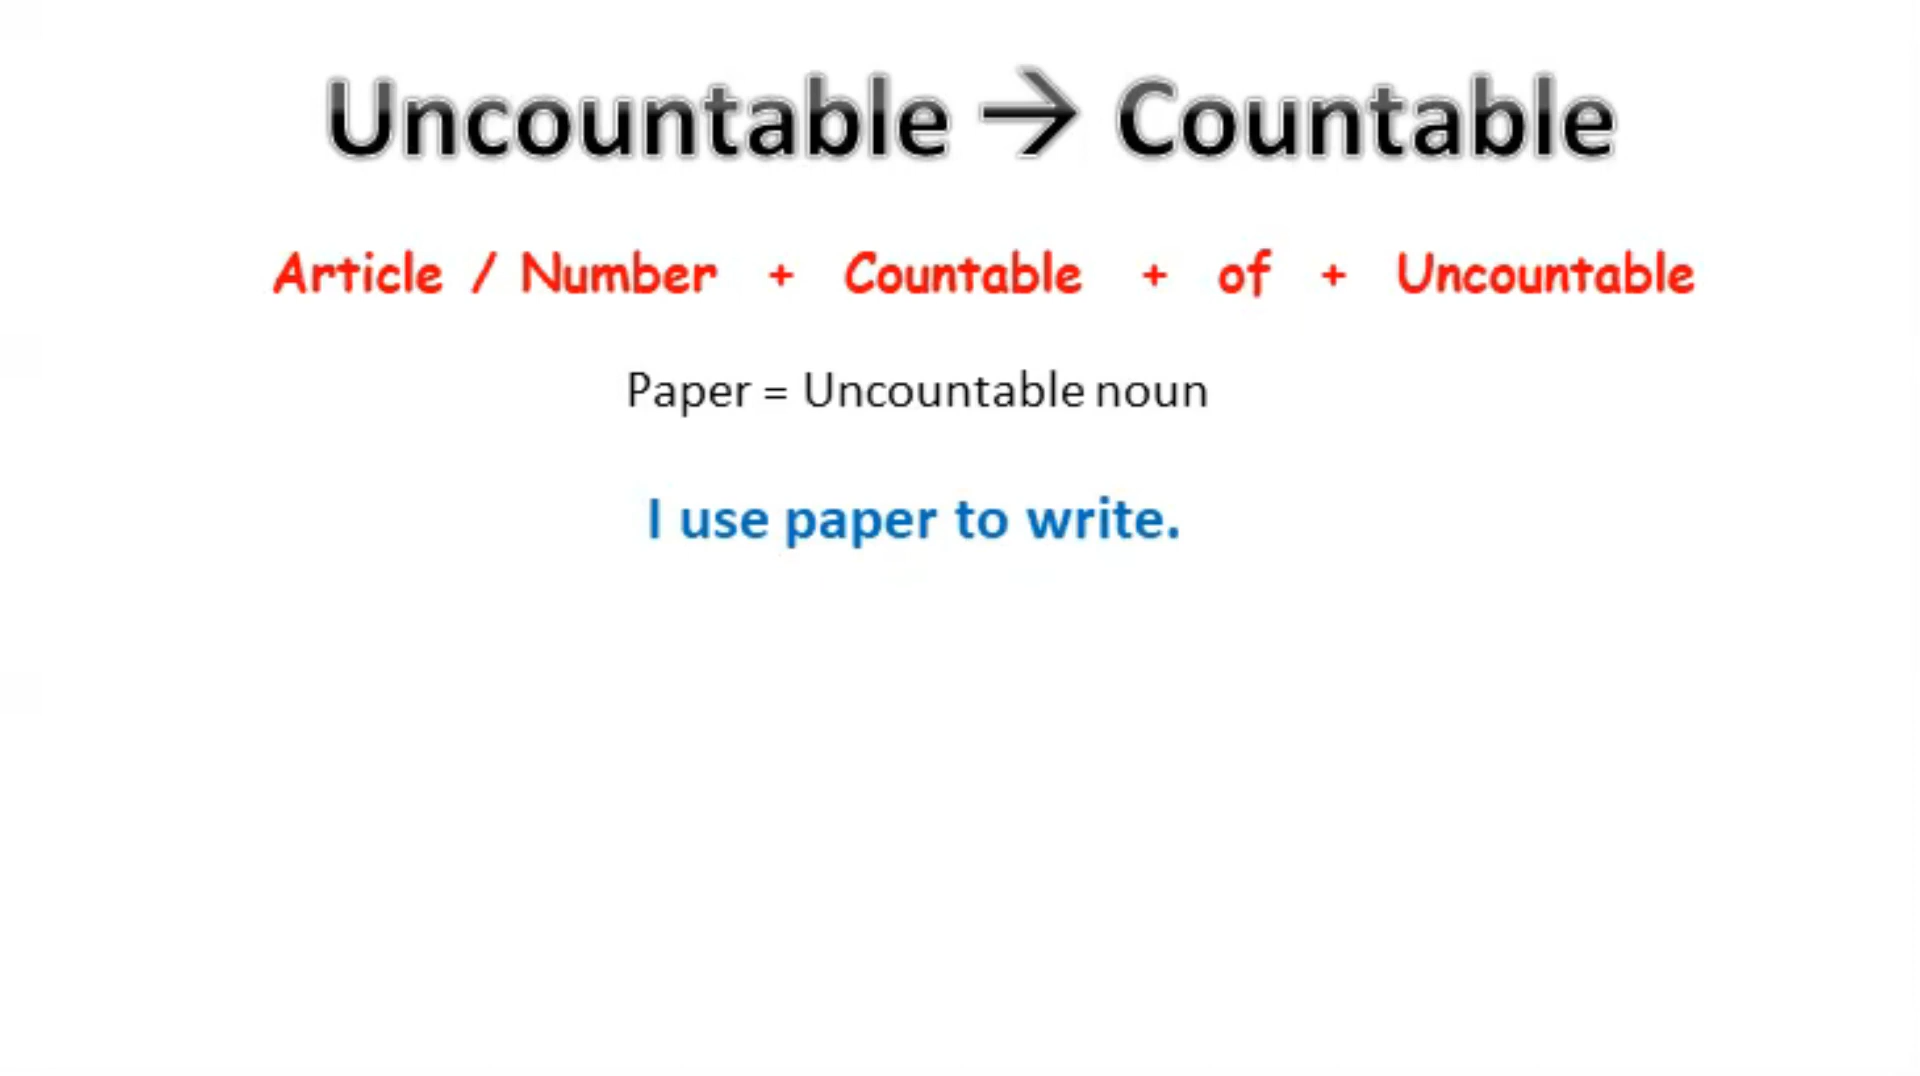 Uncountable → Countable
Article / Number + Countable + of + Uncountable
Paper = Uncountable noun
I use paper to write.